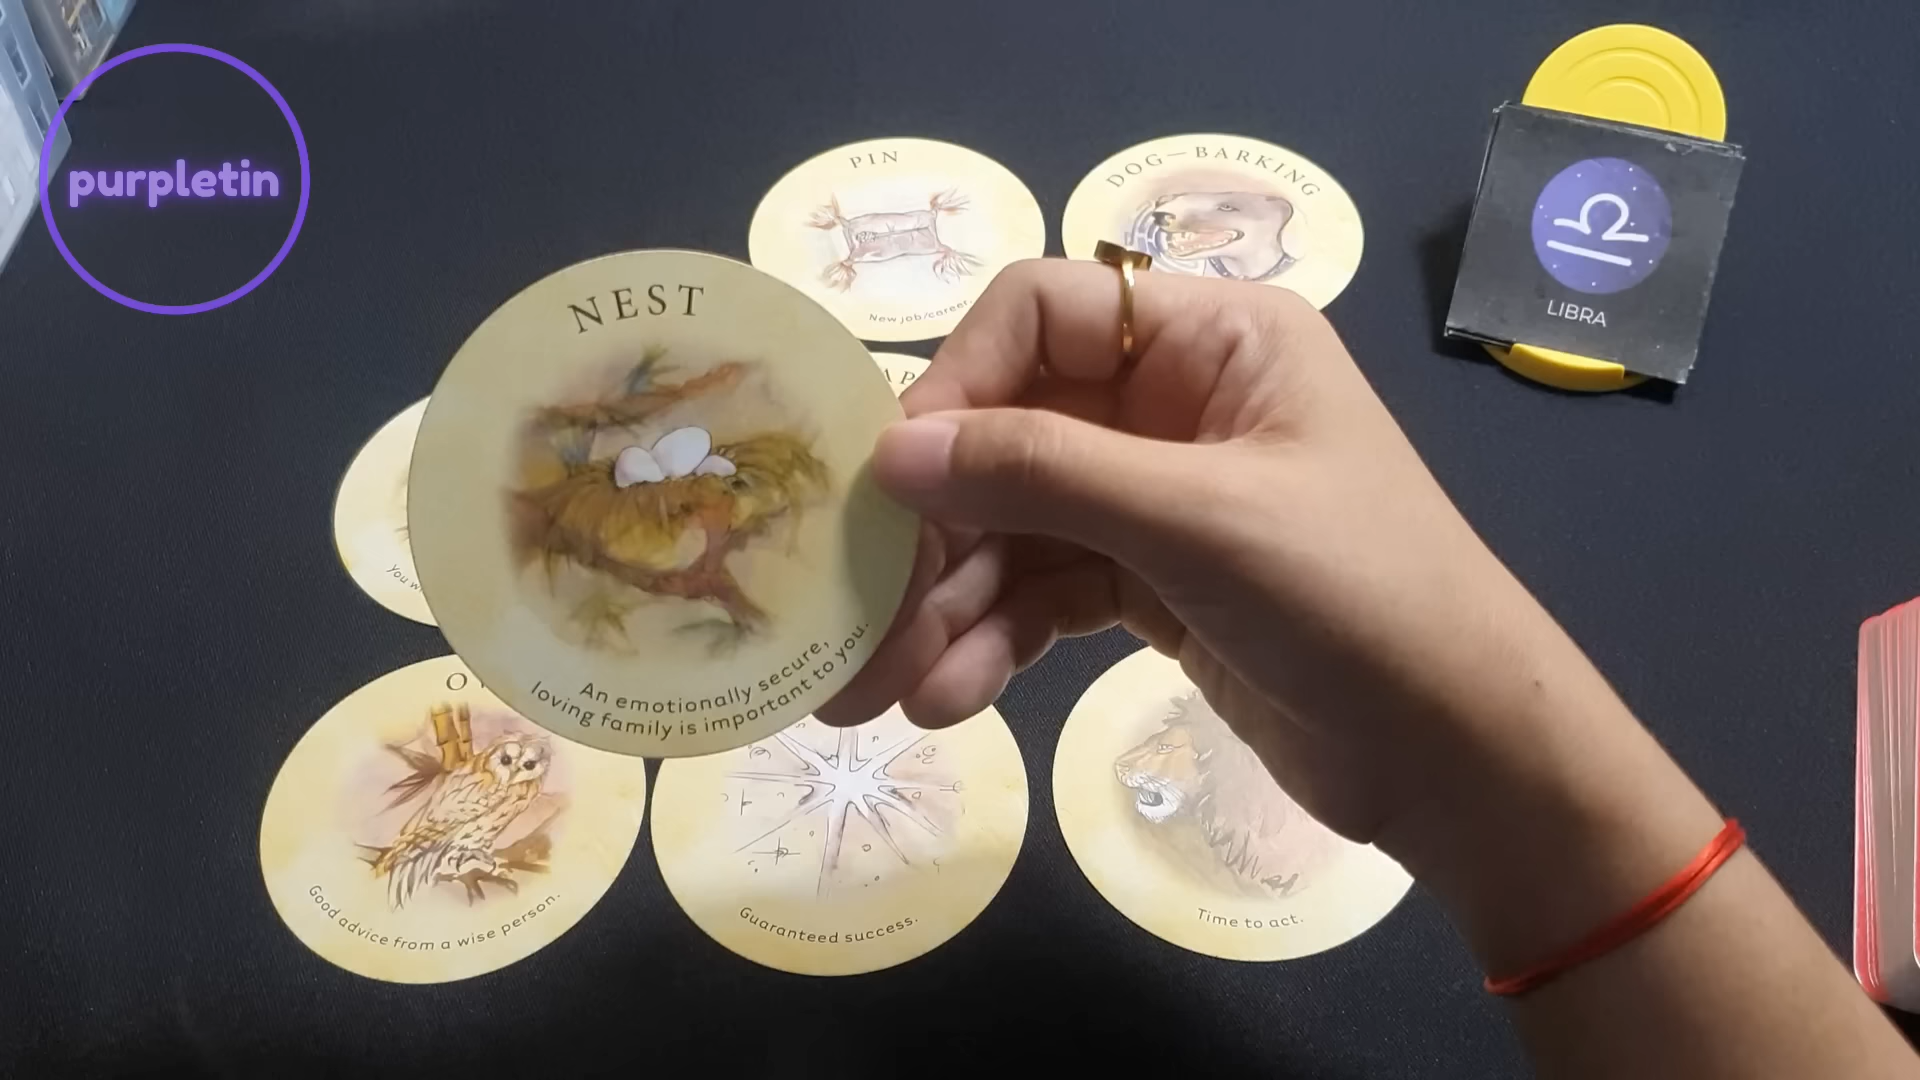 purpletin
PIN
New job/career.
DOG—BARKING
LIBRA
NEST
An emotionally secure,
loving family is important to you.
You
Good advice from a wise person.
Guaranteed success.
Time to act.